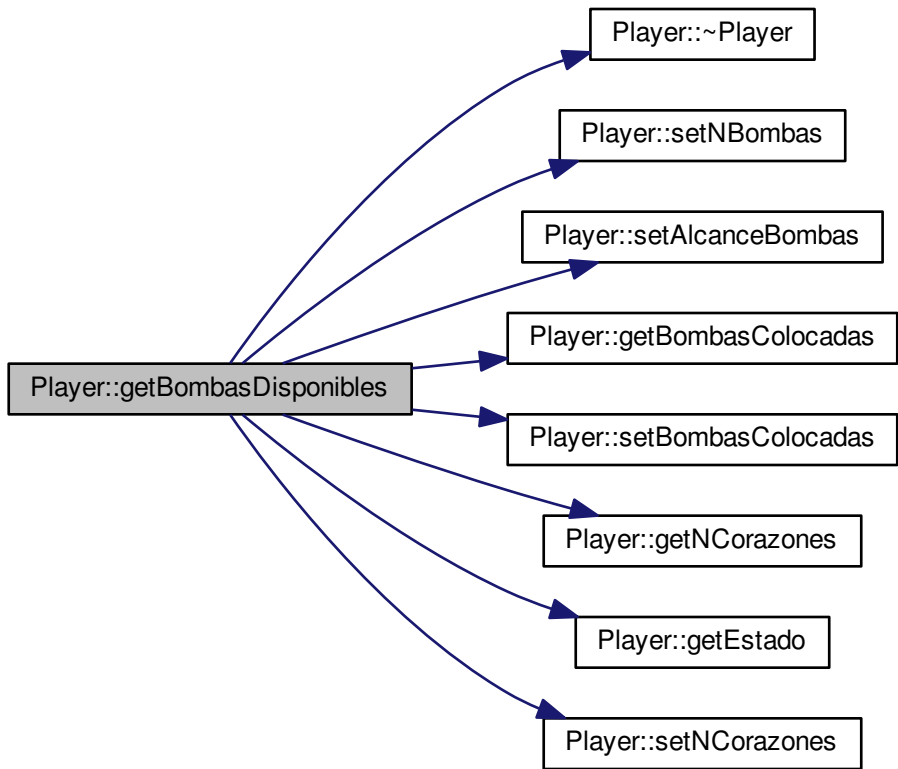 Player::~Player
Player::setNBombas
Player::setAlcanceBombas
Player::getBombasColocadas
Player::getBombasDisponibles
Player::setBombasColocadas
Player::getNCorazones
Player::getEstado
Player::setNCorazones